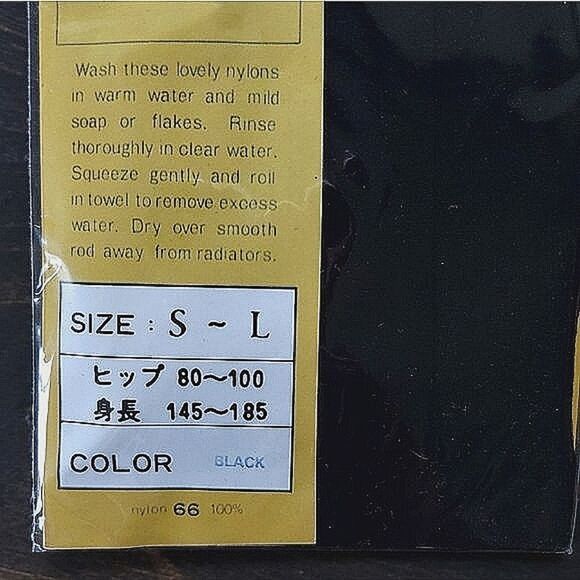 Wash these lovely nylons
in warm water and mild
soap or flakes. Rinse
thoroughly in clear water.
Squeeze gently and roll
in towel to remove excess
water. Dry over smooth
rod away from radiators.
SIZE : S ~ L
ヒップ 80～100
身長 145～185
COLOR BLACK
nylon 66 100%